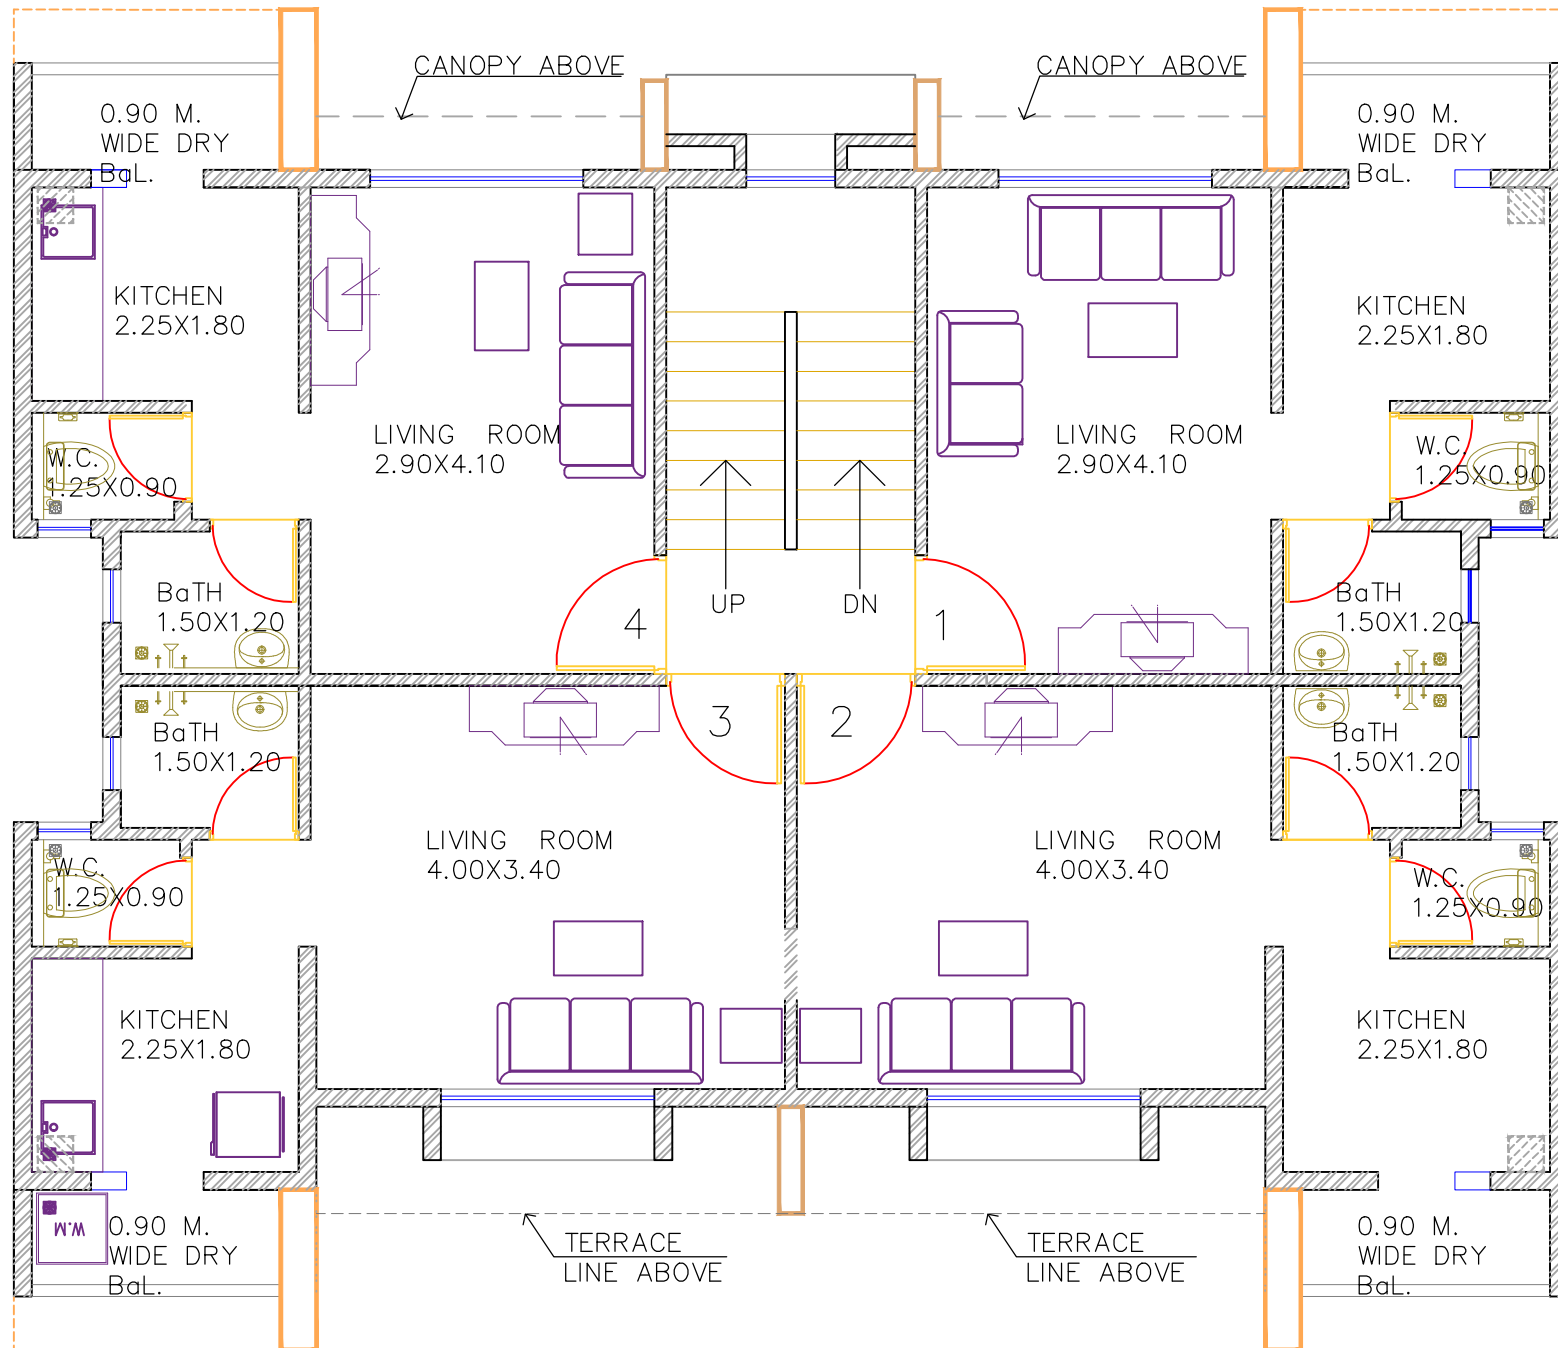 CANOPY ABOVE
CANOPY ABOVE
0.90 M.
WIDE DRY
BaL.
0.90 M.
WIDE DRY
BaL.
KITCHEN
2.25X1.80
KITCHEN
2.25X1.80
LIVING ROOM
2.90X4.10
LIVING ROOM
2.90X4.10
W.C.
1.25X0.90
W.C.
1.25X0.90
BaTH
1.50X1.20
UP
DN
BaTH
1.50X1.20
4
1
3
2
BaTH
1.50X1.20
BaTH
1.50X1.20
LIVING ROOM
4.00X3.40
LIVING ROOM
4.00X3.40
W.C.
1.25X0.90
W.C.
1.25X0.90
KITCHEN
2.25X1.80
KITCHEN
2.25X1.80
W.M
0.90 M.
WIDE DRY
BaL.
TERRACE
LINE ABOVE
TERRACE
LINE ABOVE
0.90 M.
WIDE DRY
BaL.